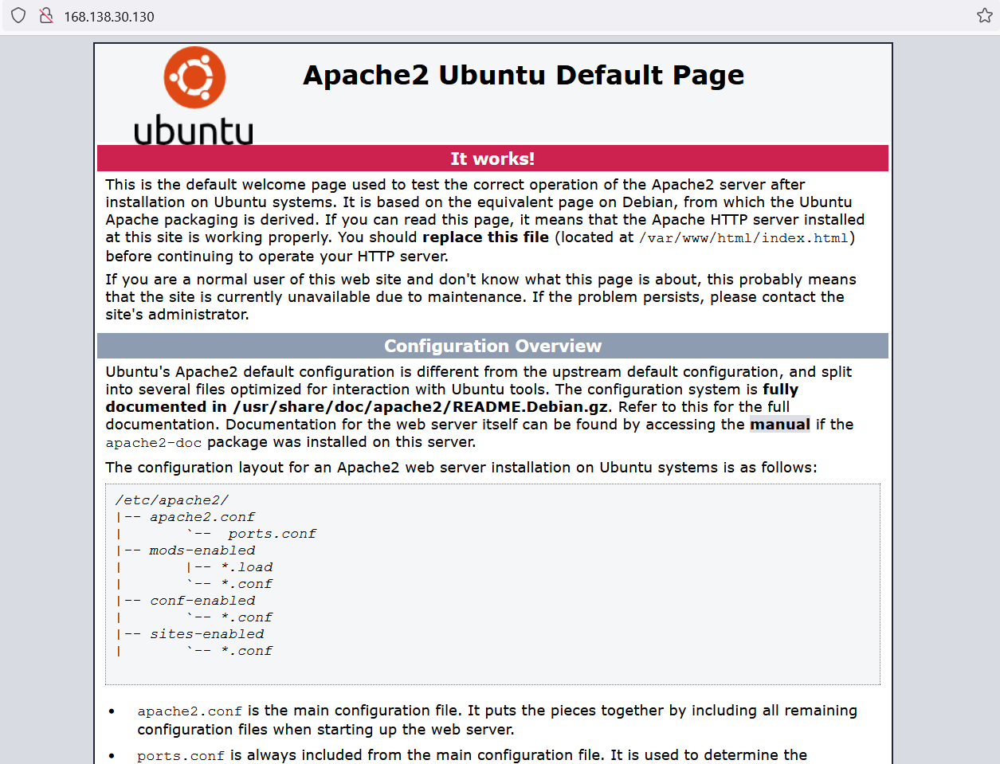 168.138.30.130
Apache2 Ubuntu Default Page
ubuntu
It works!
This is the default welcome page used to test the correct operation of the Apache2 server after
installation on Ubuntu systems. It is based on the equivalent page on Debian, from which the Ubuntu
Apache packaging is derived. If you can read this page, it means that the Apache HTTP server installed
at this site is working properly. You should replace this file (located at /var/www/html/index.html)
before continuing to operate your HTTP server.
If you are a normal user of this web site and don't know what this page is about, this probably means
that the site is currently unavailable due to maintenance. If the problem persists, please contact the
site's administrator.
Configuration Overview
Ubuntu's Apache2 default configuration is different from the upstream default configuration, and split
into several files optimized for interaction with Ubuntu tools. The configuration system is fully
documented in /usr/share/doc/apache2/README.Debian.gz. Refer to this for the full
documentation. Documentation for the web server itself can be found by accessing the manual if the
apache2-doc package was installed on this server.
The configuration layout for an Apache2 web server installation on Ubuntu systems is as follows:
/etc/apache2/
|-- apache2.conf
|       `--  ports.conf
|-- mods-enabled
|       |-- *.load
|       `-- *.conf
|-- conf-enabled
|       `-- *.conf
|-- sites-enabled
|       `-- *.conf
• apache2.conf is the main configuration file. It puts the pieces together by including all remaining
configuration files when starting up the web server.
• ports.conf is always included from the main configuration file. It is used to determine the